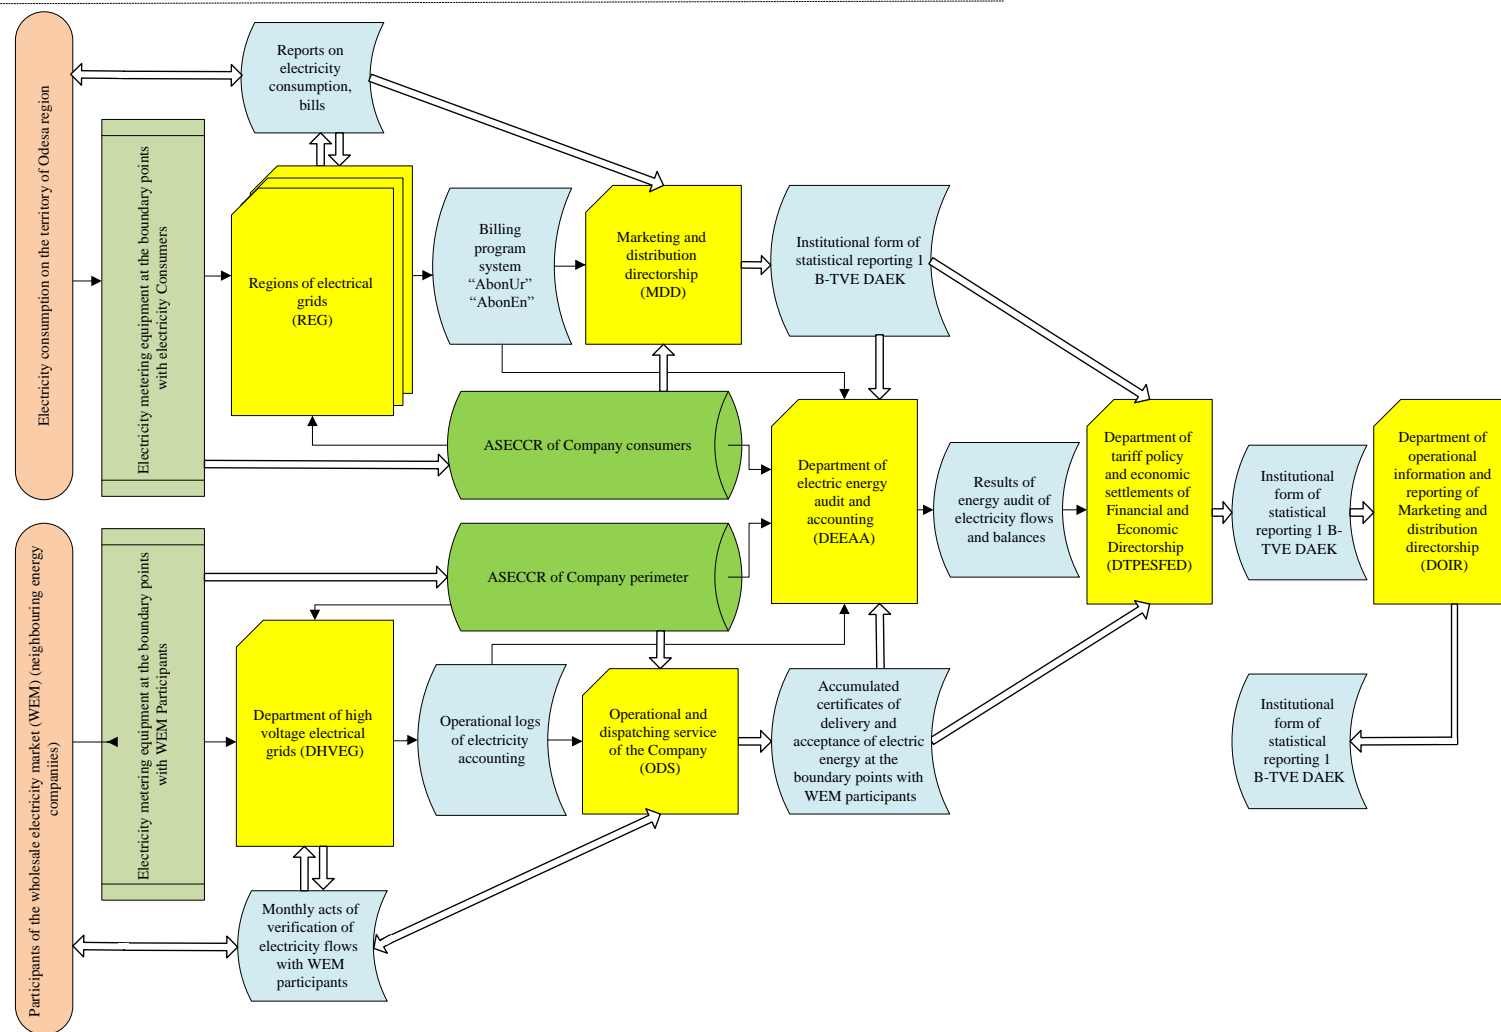 Electricity consumption on the territory of Odesa region
Electricity metering equipment at the boundary points
with electricity Consumers
Reports on
electricity
consumption,
bills
Regions of electrical
grids
(REG)
Billing
program
system
“AbonUr”
“AbonEn”
Marketing and
distribution
directorship
(MDD)
Institutional form of
statistical reporting 1
B-TVE DAEK
ASECCR of Company consumers
ASECCR of Company perimeter
Department of
electric energy
audit and
accounting
(DEEAA)
Results of
energy audit of
electricity flows
and balances
Department of
tariff policy
and economic
settlements of
Financial and
Economic
Directorship
(DTPESFED)
Institutional
form of
statistical
reporting 1 B-
TVE DAEK
Department of
operational
information and
reporting of
Marketing and
distribution
directorship
(DOIR)
Participants of the wholesale electricity market (WEM) (neighbouring energy
companiies)
Electricity metering equipment at the boundary points
with WEM Participants
Department of high
voltage electrical
grids (DHVEG)
Operational logs
of electricity
accounting
Operational and
dispatching service
of the Company
(ODS)
Accumulated
certificates of
delivery and
acceptance of electric
energy at the
boundary points with
WEM participants
Institutional
form of
statistical
reporting 1
B-TVE DAEK
Monthly acts of
verification of
electricity flows
with WEM
participants